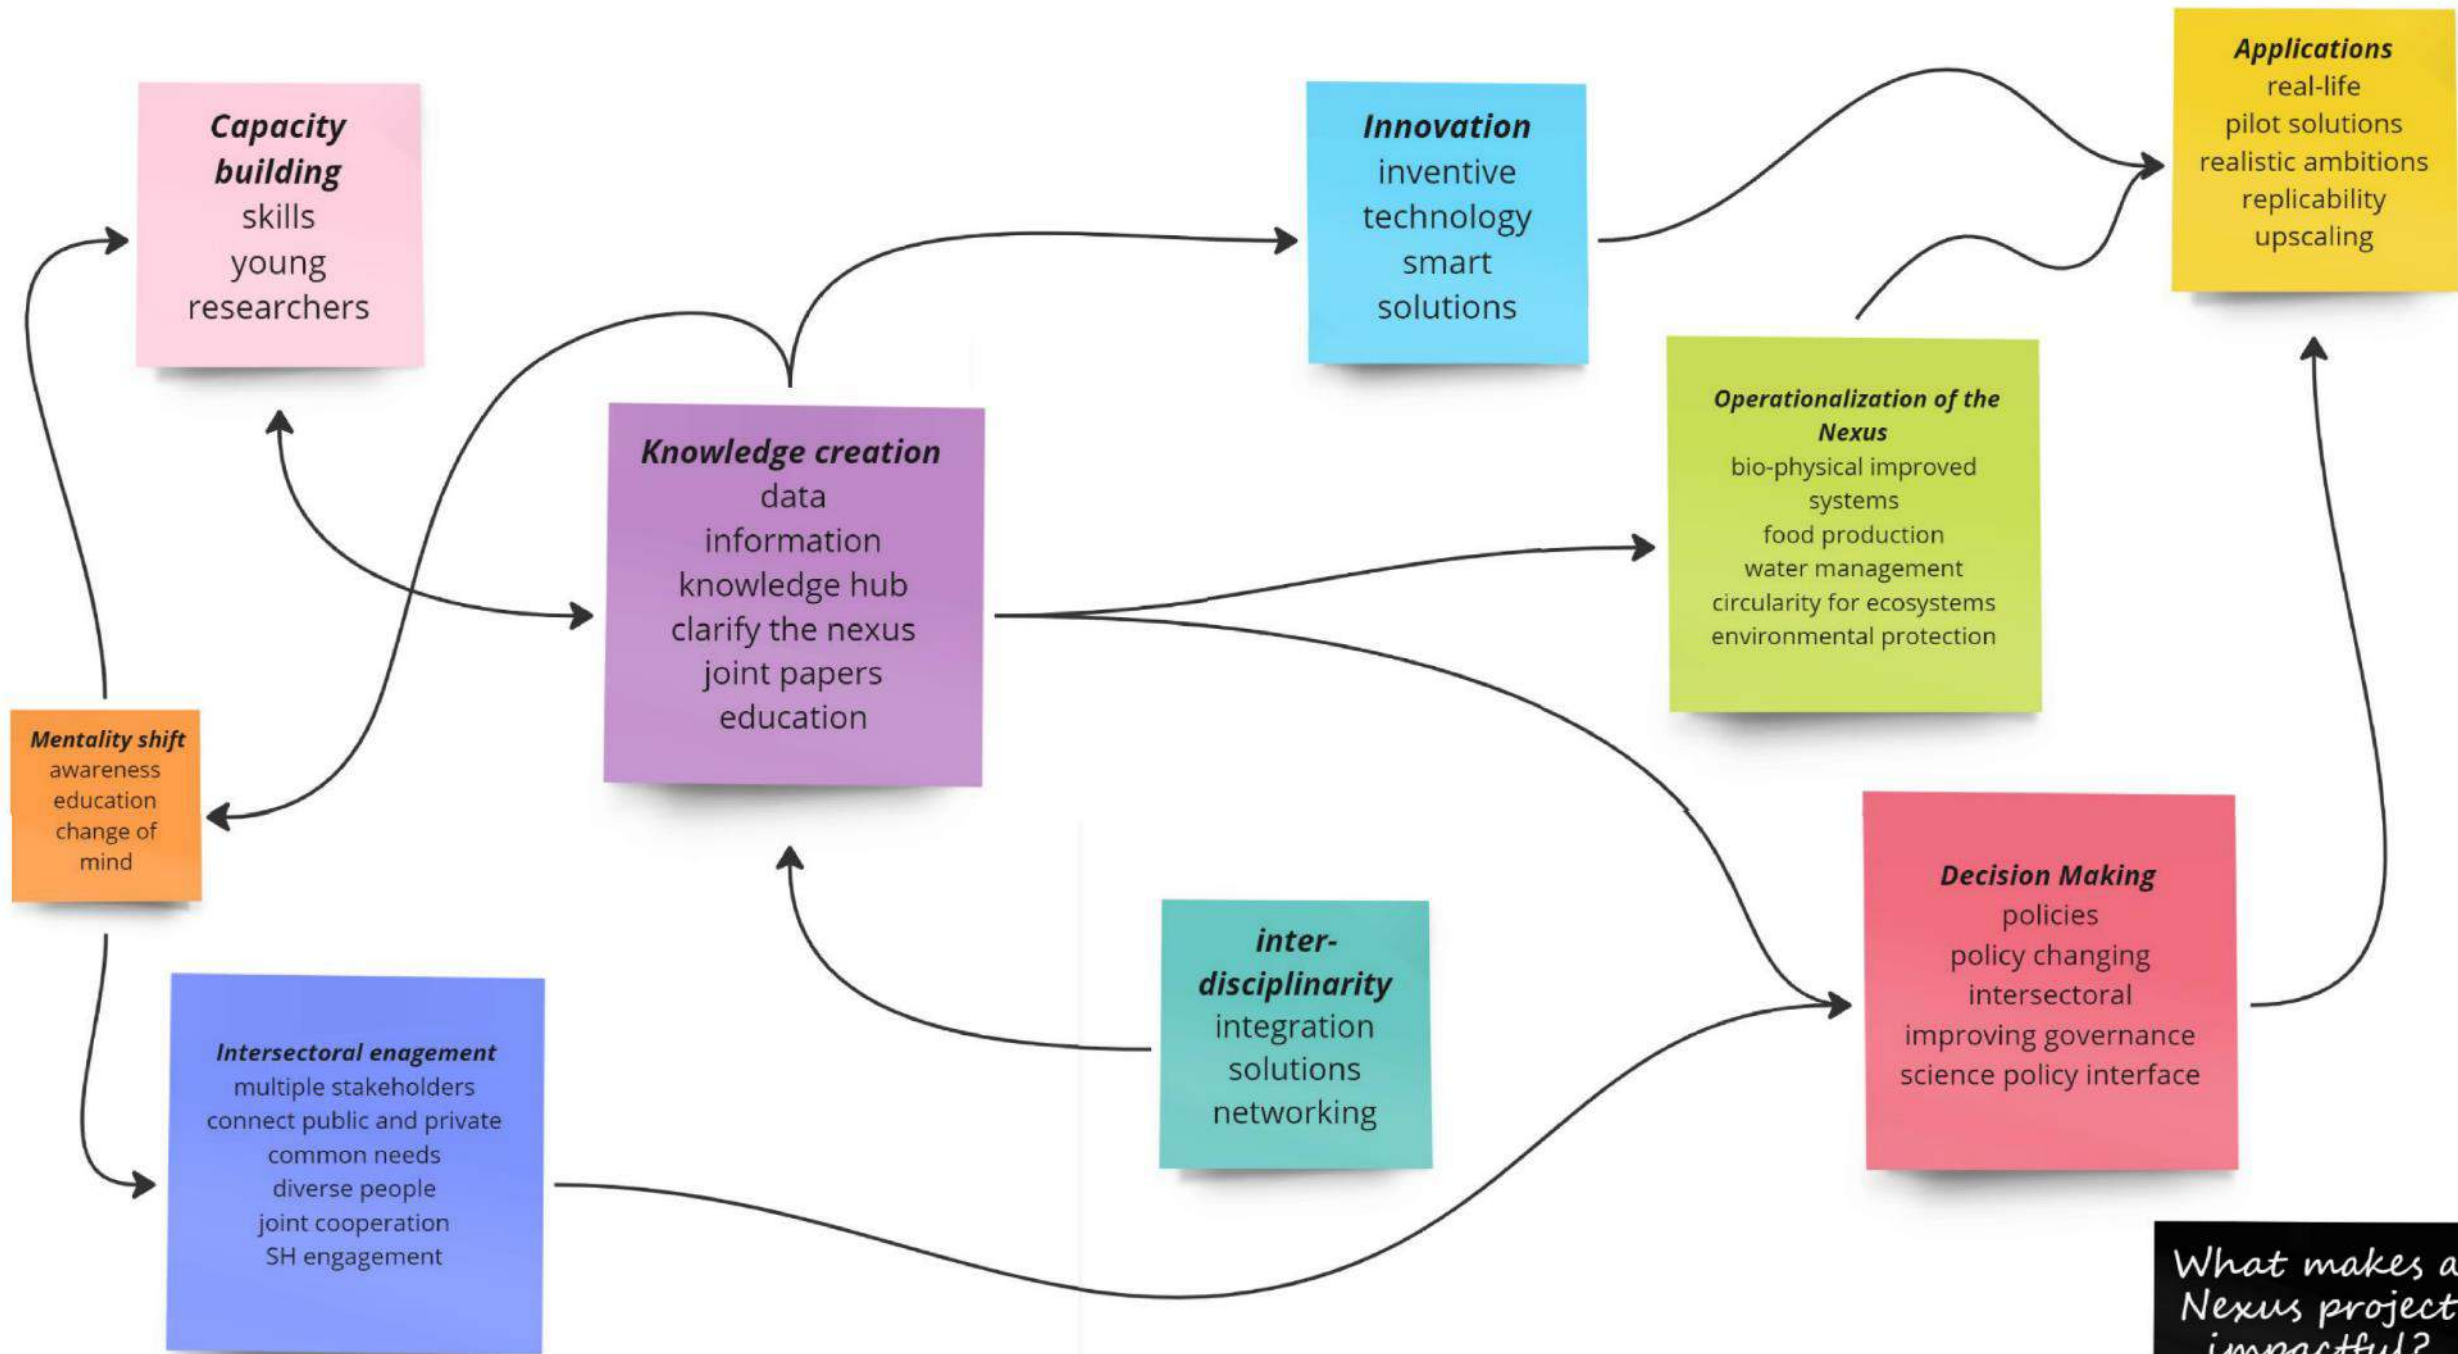 Capacity
building
skills
young
researchers
Innovation
inventive
technology
smart
solutions
Applications
real-life
pilot solutions
realistic ambitions
replicability
upscaling
Knowledge creation
data
information
knowledge hub
clarify the nexus
joint papers
education
Operationalization of the
Nexus
bio-physical improved
systems
food production
water management
circularity for ecosystems
environmental protection
Mentality shift
awareness
education
change of
mind
Intersectoral enagement
multiple stakeholders
connect public and private
common needs
diverse people
joint cooperation
SH engagement
inter-
disciplinarity
integration
solutions
networking
Decision Making
policies
policy changing
intersectoral
improving governance
science policy interface
What makes a
Nexus project
impactful?